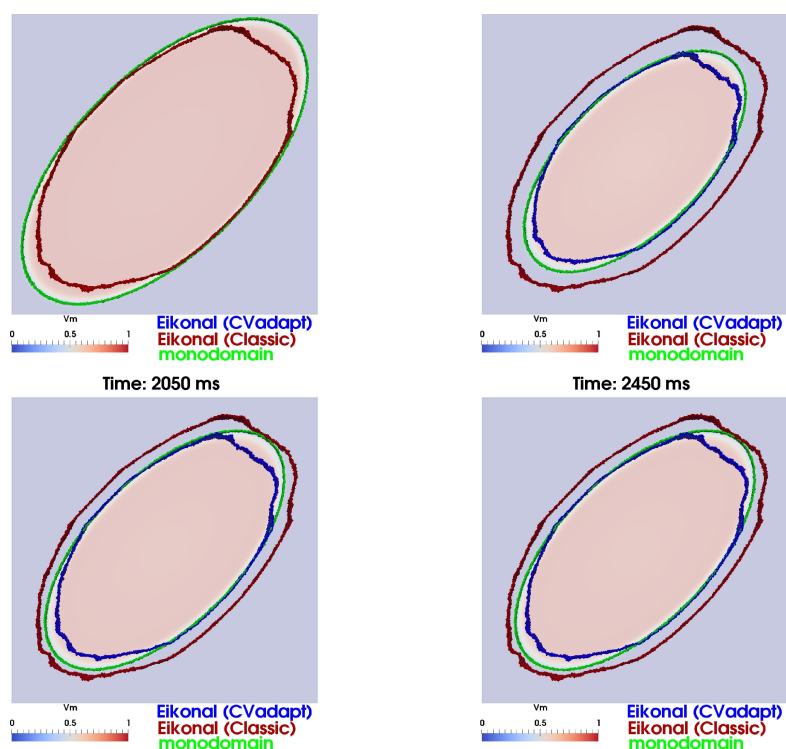 Vm
0 0.5 1
Eikonal (CVadapt)
Eikonal (Classic)
monodomain
Vm
0 0.5 1
Eikonal (CVadapt)
Eikonal (Classic)
monodomain
Time: 2050 ms
Time: 2450 ms
Vm
0 0.5 1
Eikonal (CVadapt)
Eikonal (Classic)
monodomain
Vm
0 0.5 1
Eikonal (CVadapt)
Eikonal (Classic)
monodomain